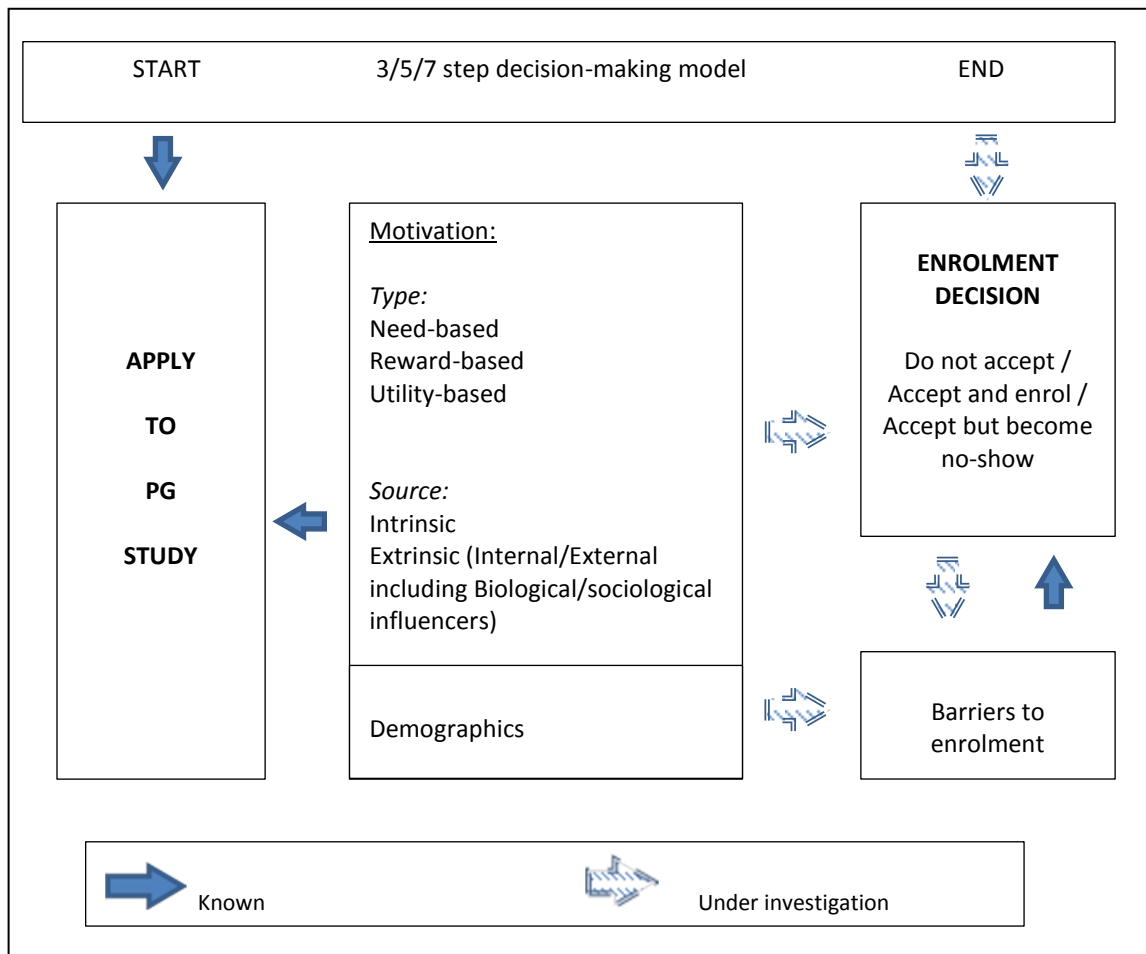 START 3/5/7 step decision-making model END
APPLY
TO
PG
STUDY
Motivation:
Type:
Need-based
Reward-based
Utility-based
Source:
Intrinsic
Extrinsic (Internal/External
including Biological/sociological
influencers)
Demographics
ENROLMENT
DECISION
Do not accept /
Accept and enrol /
Accept but become
no-show
Barriers to
enrolment
Known
Under investigation